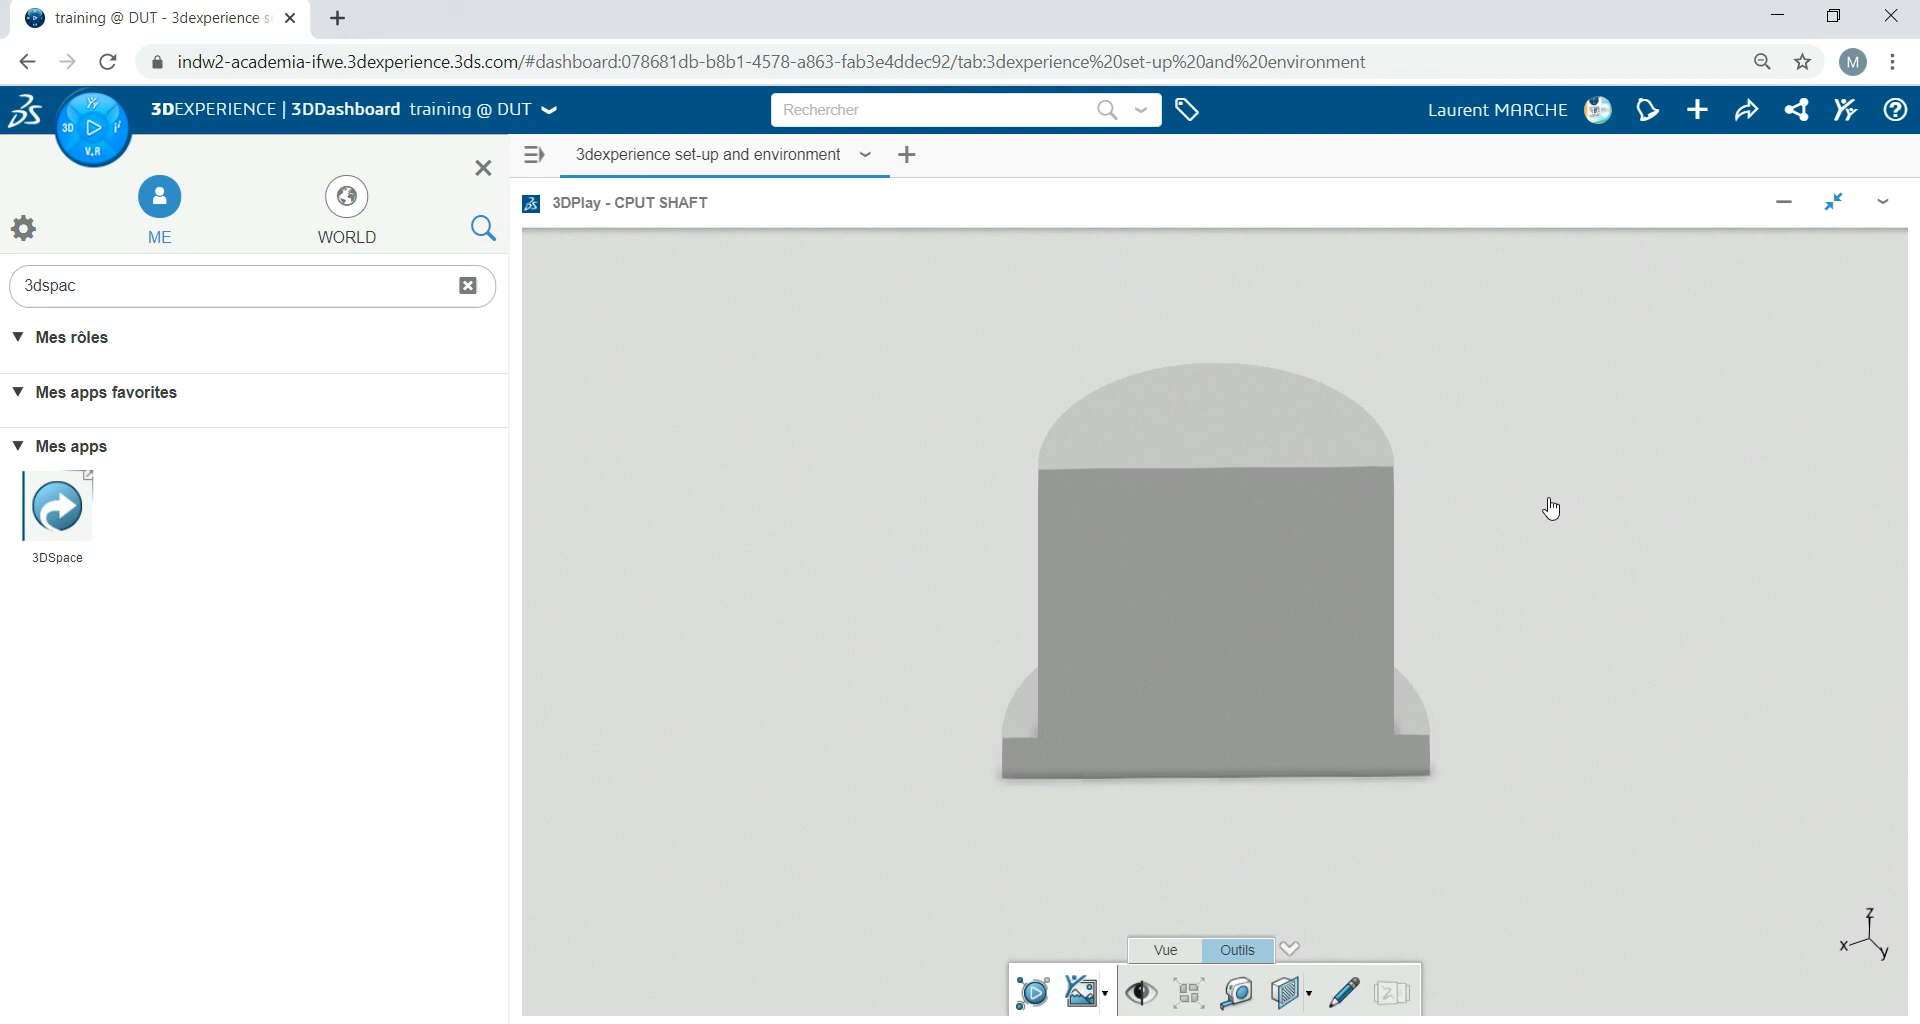 training @ DUT - 3dexperience s
indw2-academia-ifwe.3dexperience.3ds.com/#dashboard:078681db-b8b1-4578-a863-fab3e4ddec92/tab:3dexperience%20set-up%20and%20environment
M
3D
V.R
3DEXPERIENCE | 3DDashboard training @ DUT
Rechercher
Laurent MARCHE
ME
WORLD
3dexperience set-up and environment
3DPlay - CPUT SHAFT
3dspac
Mes rôles
Mes apps favorites
Mes apps
3DSpace
Vue
Outils
z
x
y